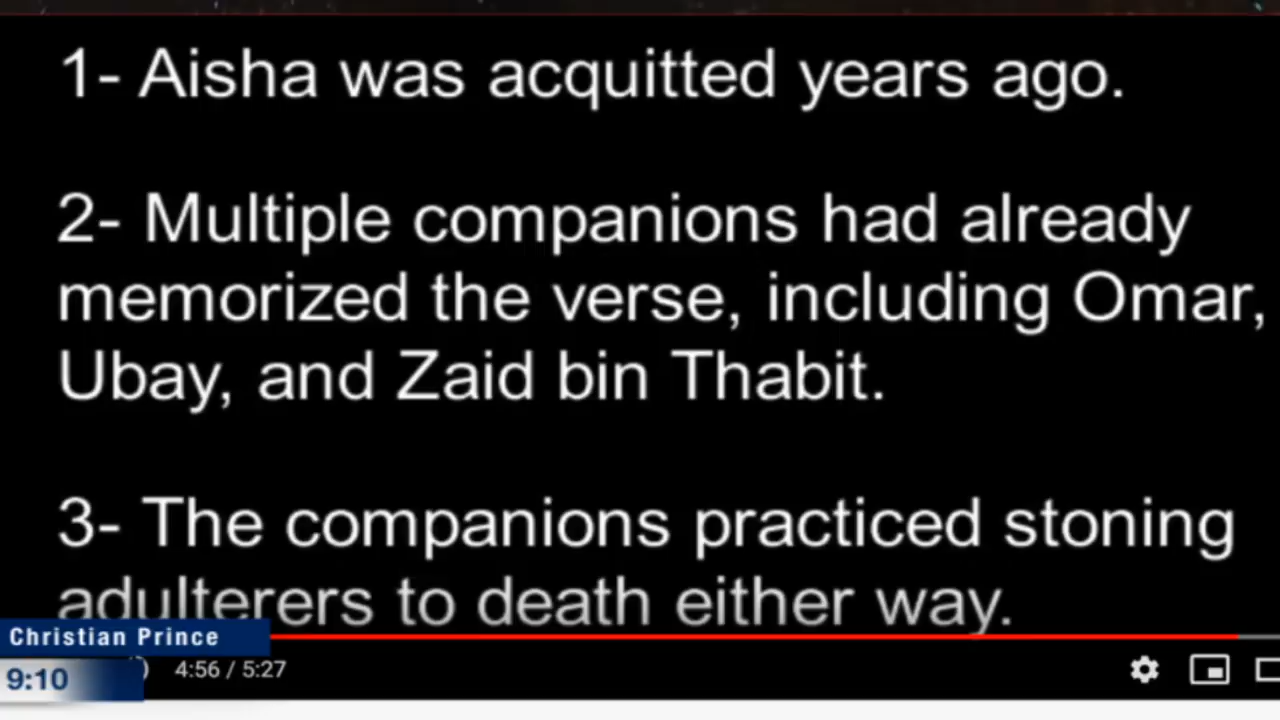 1- Aisha was acquitted years ago.
2- Multiple companions had already
memorized the verse, including Omar,
Ubay, and Zaid bin Thabit.
3- The companions practiced stoning
adulterers to death either way.
Christian Prince
9:10
4:56 / 5:27